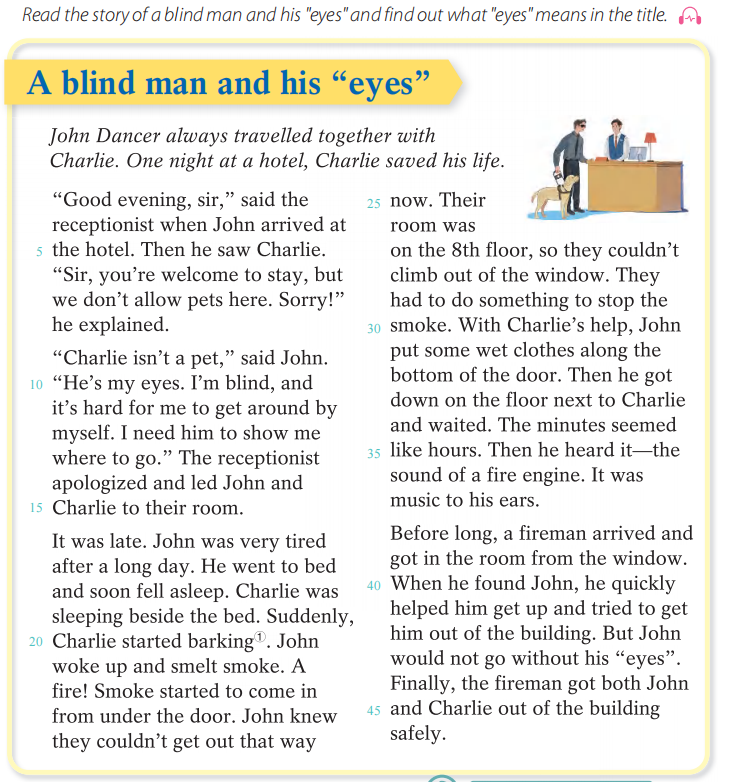 Read the story of a blind man and his "eyes" and find out what "eyes" means in the title.
A blind man and his “eyes”
John Dancer always travelled together with
Charlie. One night at a hotel, Charlie saved his life.
“Good evening, sir,” said the
receptionist when John arrived at
5 the hotel. Then he saw Charlie.
“Sir, you’re welcome to stay, but
we don’t allow pets here. Sorry!”
he explained.
“Charlie isn’t a pet,” said John.
10 “He’s my eyes. I’m blind, and
it’s hard for me to get around by
myself. I need him to show me
where to go.” The receptionist
apologized and led John and
15 Charlie to their room.
It was late. John was very tired
after a long day. He went to bed
and soon fell asleep. Charlie was
sleeping beside the bed. Suddenly,
20 Charlie started barking①. John
woke up and smelt smoke. A
fire! Smoke started to come in
from under the door. John knew
they couldn’t get out that way
25 now. Their
room was
on the 8th floor, so they couldn’t
climb out of the window. They
had to do something to stop the
30 smoke. With Charlie’s help, John
put some wet clothes along the
bottom of the door. Then he got
down on the floor next to Charlie
and waited. The minutes seemed
35 like hours. Then he heard it—the
sound of a fire engine. It was
music to his ears.
Before long, a fireman arrived and
got in the room from the window.
40 When he found John, he quickly
helped him get up and tried to get
him out of the building. But John
would not go without his “eyes”.
Finally, the fireman got both John
45 and Charlie out of the building
safely.